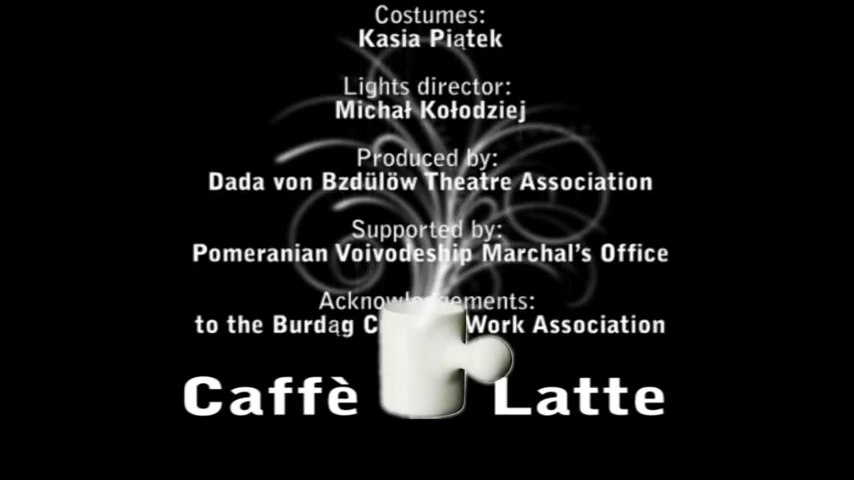 Costumes:
Kasia Piątek
Lights director:
Michał Kołodziej
Produced by:
Dada von Bzdülöw Theatre Association
Supported by:
Pomeranian Voivodeship Marchal's Office
Acknowledgements:
to the Burdąg Work Association
Caffè Latte